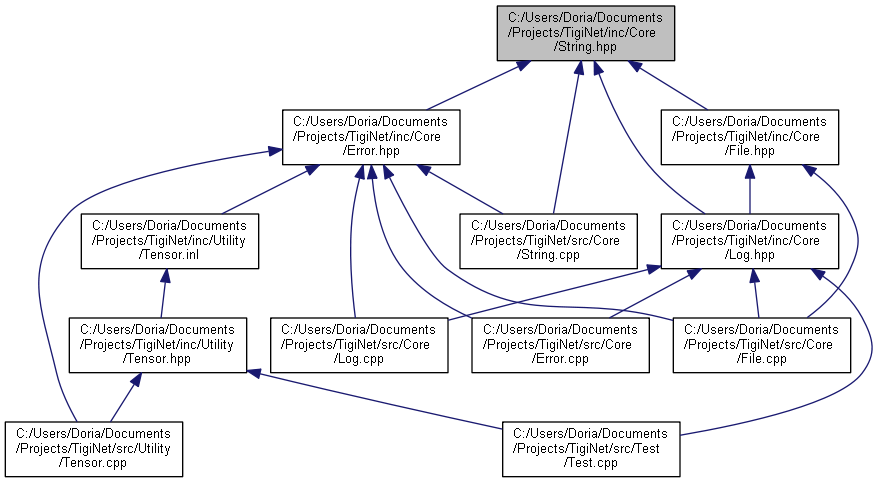 C:/Users/Doria/Documents
/Projects/TigiNet/inc/Core
/String.hpp
C:/Users/Doria/Documents
/Projects/TigiNet/inc/Core
/Error.hpp
C:/Users/Doria/Documents
/Projects/TigiNet/inc/Core
/File.hpp
C:/Users/Doria/Documents
/Projects/TigiNet/inc/Utility
/Tensor.inl
C:/Users/Doria/Documents
/Projects/TigiNet/src/Core
/String.cpp
C:/Users/Doria/Documents
/Projects/TigiNet/inc/Core
/Log.hpp
C:/Users/Doria/Documents
/Projects/TigiNet/inc/Utility
/Tensor.hpp
C:/Users/Doria/Documents
/Projects/TigiNet/src/Core
/Log.cpp
C:/Users/Doria/Documents
/Projects/TigiNet/src/Core
/Error.cpp
C:/Users/Doria/Documents
/Projects/TigiNet/src/Core
/File.cpp
C:/Users/Doria/Documents
/Projects/TigiNet/src/Utility
/Tensor.cpp
C:/Users/Doria/Documents
/Projects/TigiNet/src/Test
/Test.cpp